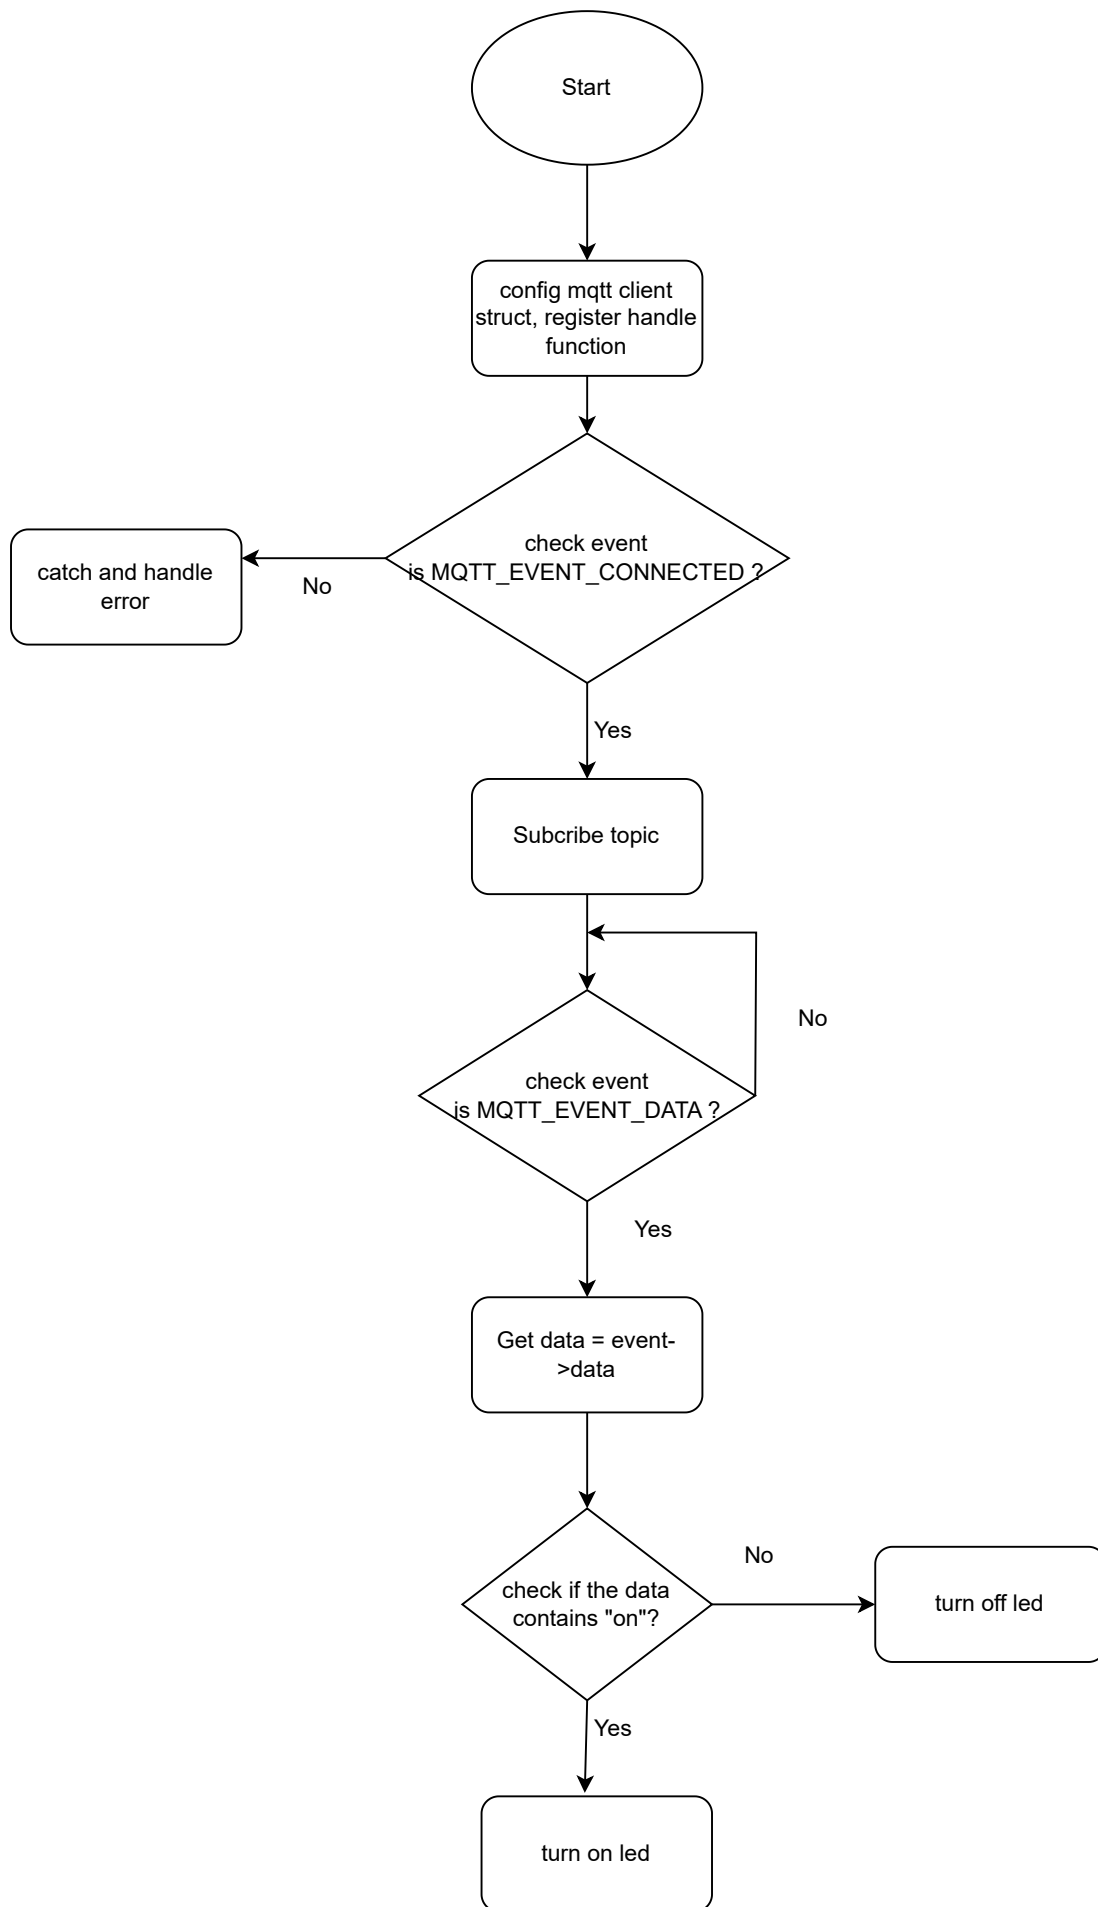 Start
config mqtt client
struct, register handle
function
check event
is MQTT_EVENT_CONNECTED ?
No
catch and handle
error
Yes
Subcribe topic
No
check event
is MQTT_EVENT_DATA ?
Yes
Get data = event-
>data
No
check if the data
contains "on"?
turn off led
Yes
turn on led